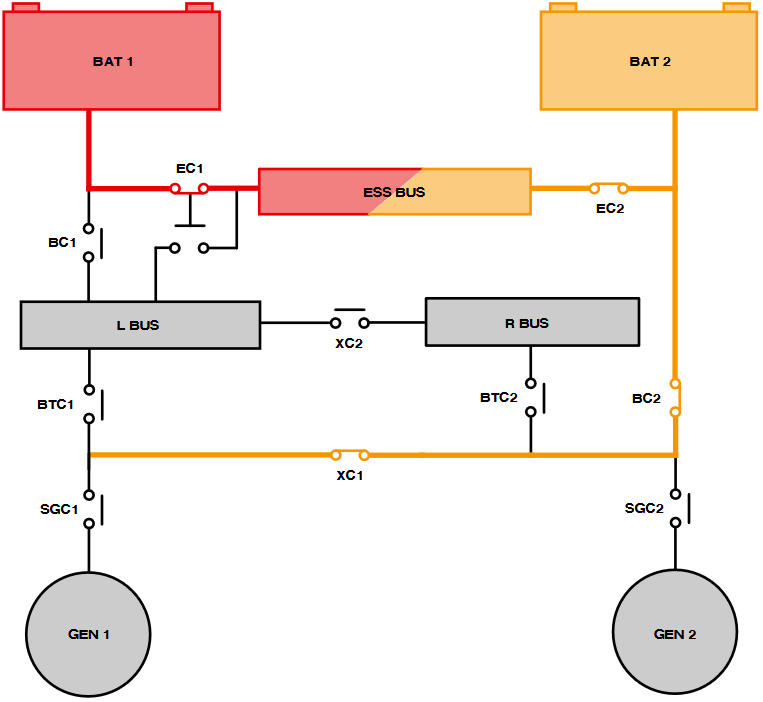 BAT 1
BAT 2
EC1
ESS BUS
EC2
BC1
L BUS
R BUS
XC2
BTC1
BTC2
BC2
XC1
SGC1
SGC2
GEN 1
GEN 2